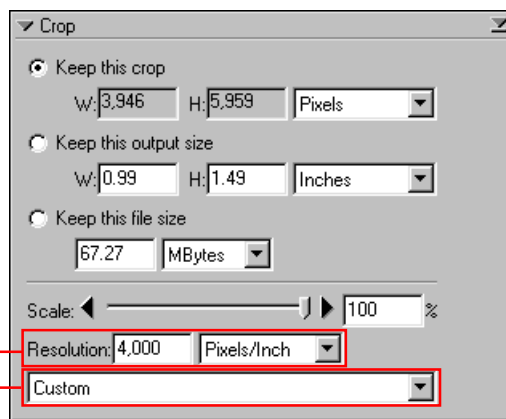 Crop
Keep this crop
W: 3,946 H: 5,959 Pixels
Keep this output size
W: 0.99 H: 1.49 Inches
Keep this file size
67.27 MBytes
Scale: 100 %
Resolution: 4,000 Pixels/Inch
Custom